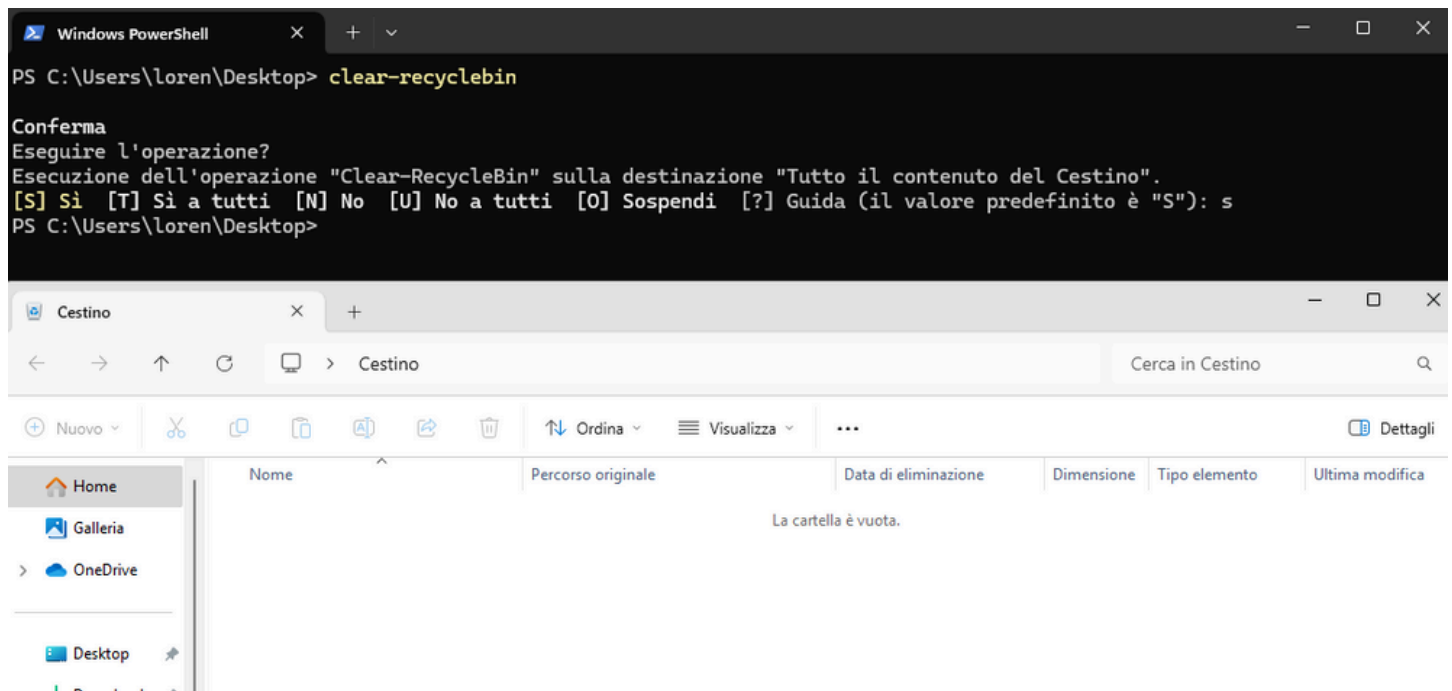 Windows PowerShell
PS C:\Users\loren\Desktop> clear-recyclebin
Conferma
Eseguire l'operazione?
Esecuzione dell'operazione "Clear-RecycleBin" sulla destinazione "Tutto il contenuto del Cestino".
[S] Sì [T] Sì a tutti [N] No [U] No a tutti [O] Sospendi [?] Guida (il valore predefinito è "S"): s
PS C:\Users\loren\Desktop>
Cestino
Cestino Cerca in Cestino
Nuovo Ordina Visualizza Dettagli
Nome Percorso originale Data di eliminazione Dimensione Tipo elemento Ultima modifica
Home
La cartella è vuota.
Galleria
OneDrive
Desktop